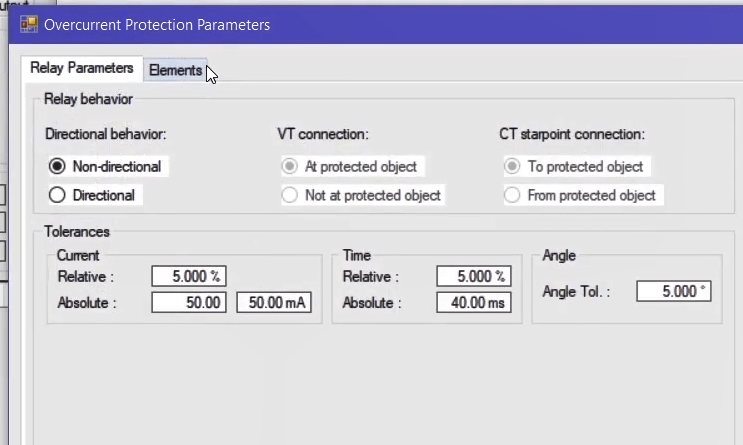 Overcurrent Protection Parameters
Relay Parameters Elements
Relay behavior
Directional behavior: VT connection: CT starpoint connection:
Non-directional At protected object To protected object
Directional Not at protected object From protected object
Tolerances
Current Time Angle
Relative : 5.000 % Relative : 5.000 %
Angle Tol. : 5.000 °
Absolute : 50.00 50.00 mA Absolute : 40.00 ms